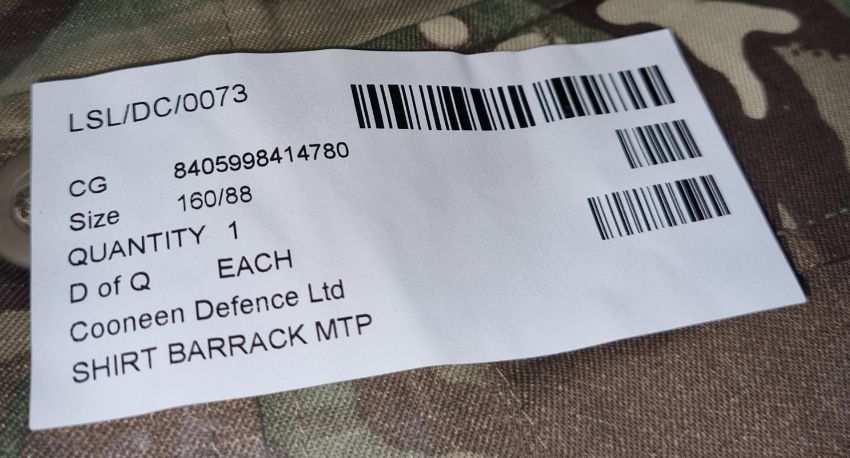 LSL/DC/0073
CG 8405998414780
Size 160/88
QUANTITY 1
D of Q EACH
Cooneen Defence Ltd
SHIRT BARRACK MTP